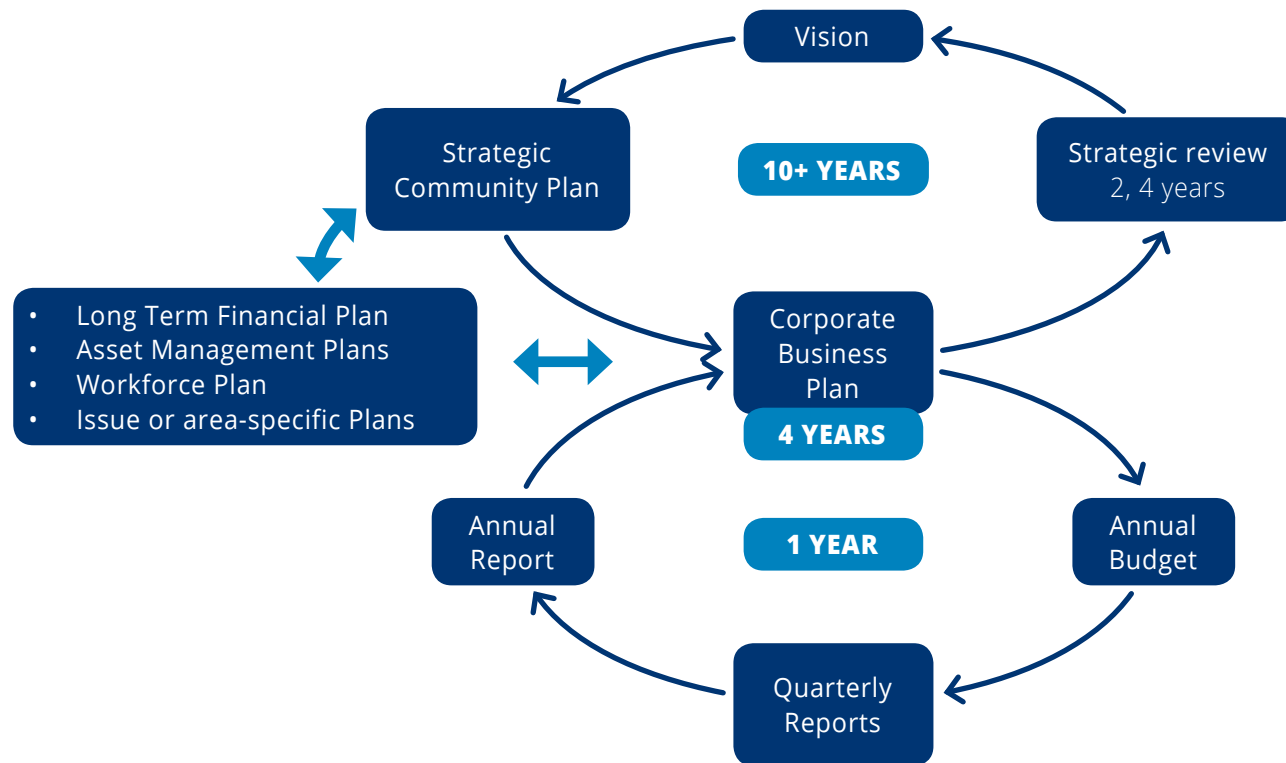 Vision
Strategic
Community Plan
10+ YEARS
Strategic review
2, 4 years
• Long Term Financial Plan
• Asset Management Plans
• Workforce Plan
• Issue or area-specific Plans
Corporate
Business
Plan
4 YEARS
Annual
Report
1 YEAR
Annual
Budget
Quarterly
Reports